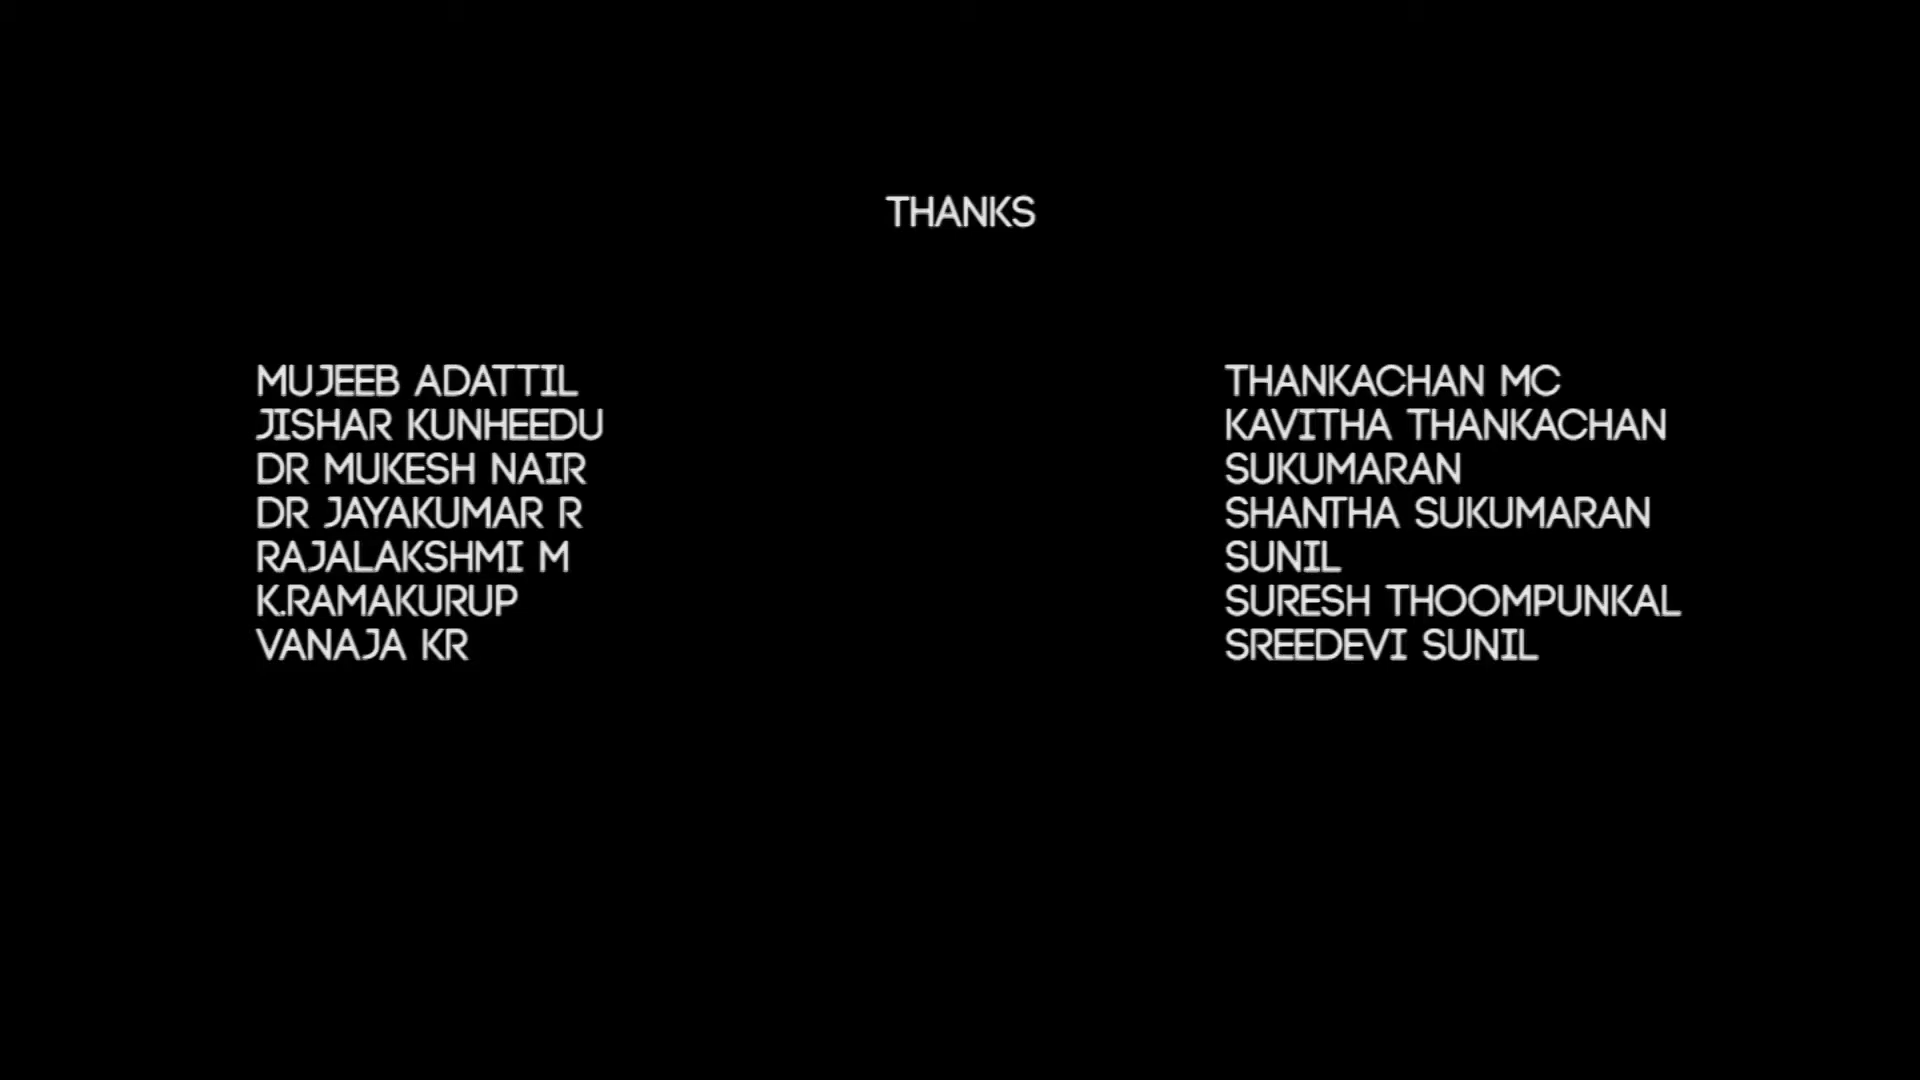 THANKS
MUJEEB ADATTIL
JISHAR KUNHEEDU
DR MUKESH NAIR
DR JAYAKUMAR R
RAJALAKSHMI M
K.RAMAKURUP
VANAJA KR
THANKACHAN MC
KAVITHA THANKACHAN
SUKUMARAN
SHANTHA SUKUMARAN
SUNIL
SURESH THOOMPUNKAL
SREEDEVI SUNIL